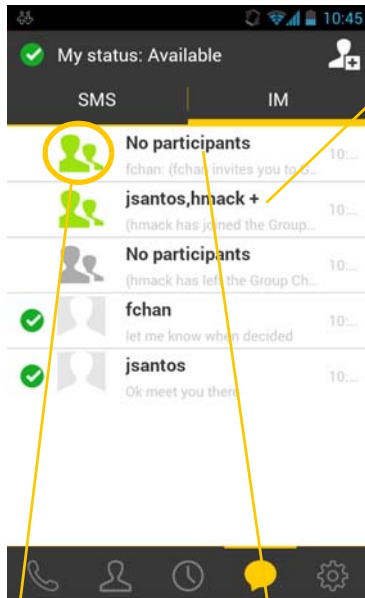 10:45
My status: Available
SMS IM
No participants
fchan: (fchan invites you to G... 10:...
jsantos,hmack +
(hmack has joined the Group... 10:...
No participants
(hmack has left the Group Ch... 10:...
fchan
let me know when decided 10:...
jsantos
Ok meet you there 10:...